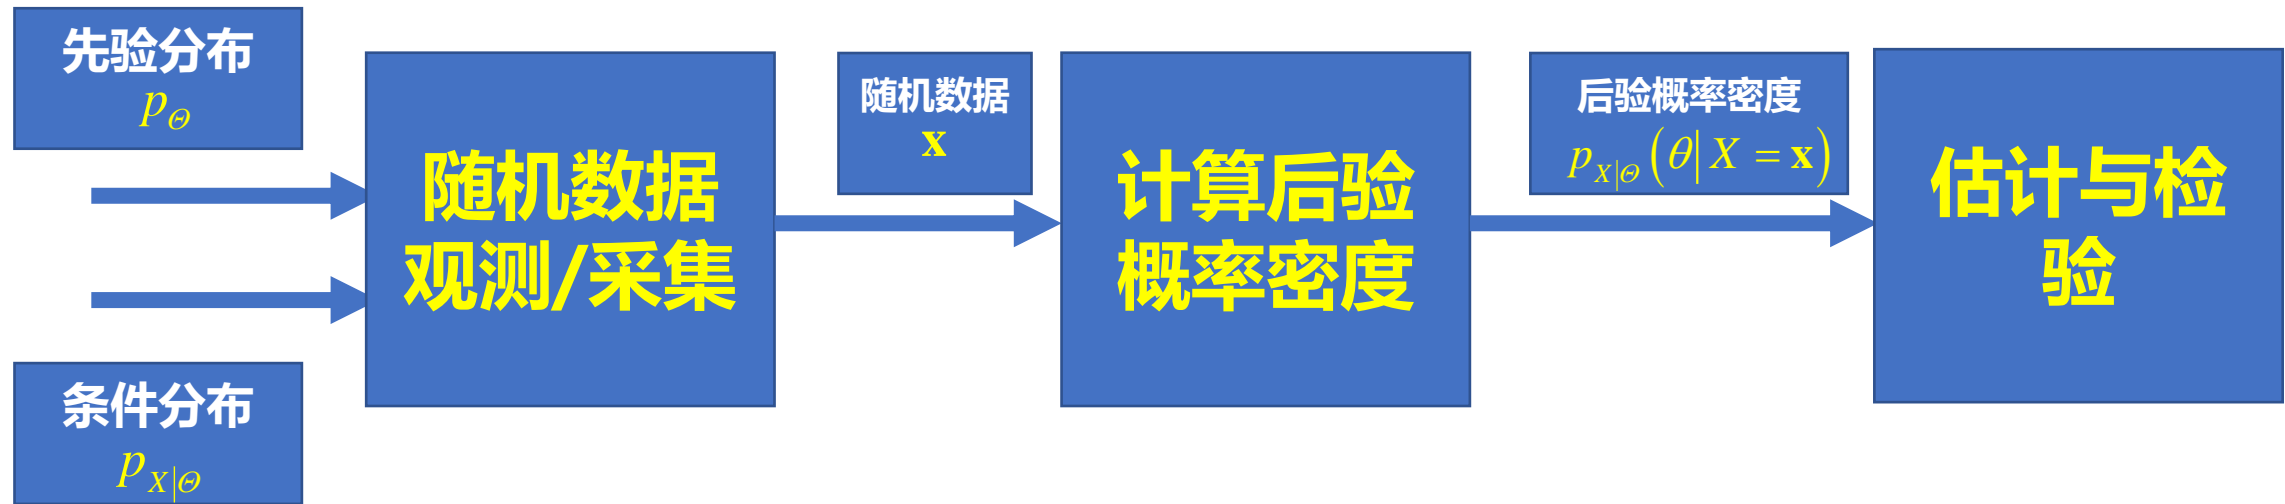 先验分布
p_Θ
条件分布
p_{X|Θ}
随机数据
观测/采集
随机数据
x
计算后验
概率密度
后验概率密度
p_{X|Θ}(θ|X = x)
估计与检
验